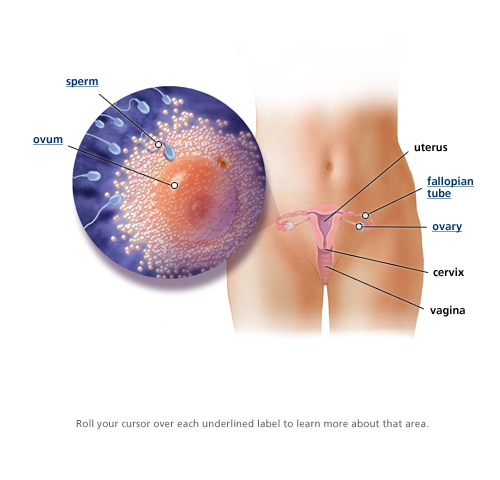 sperm
ovum
uterus
fallopian
tube
ovary
cervix
vagina
Roll your cursor over each underlined label to learn more about that area.